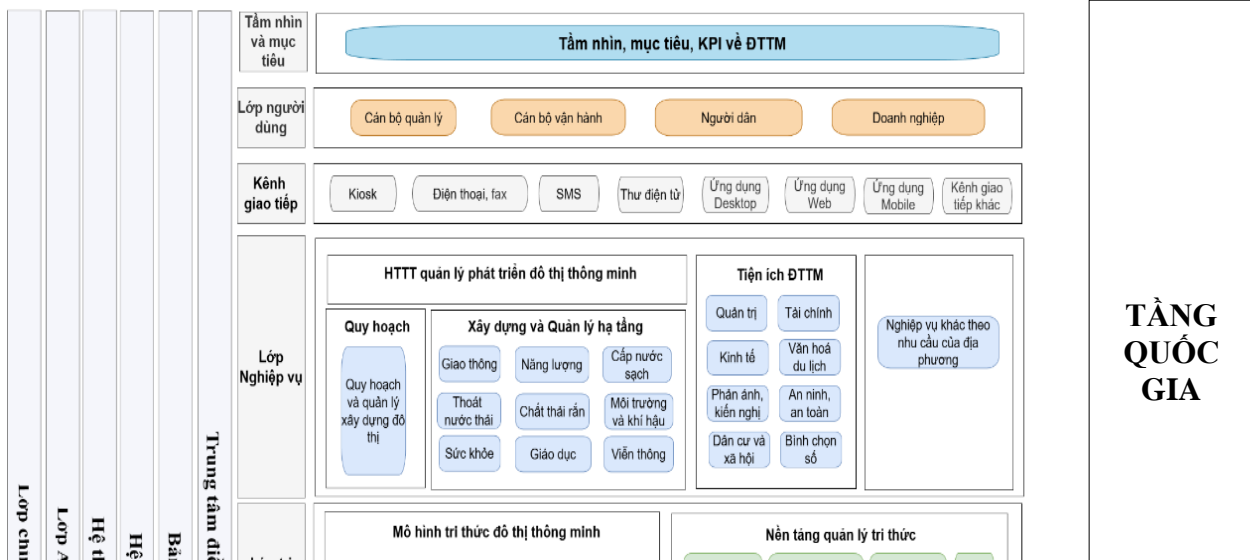 Tầm nhìn
và mục
tiêu
Tầm nhìn, mục tiêu, KPI về ĐTTM
Lớp người
dùng
Cán bộ quản lý
Cán bộ vận hành
Người dân
Doanh nghiệp
Kênh
giao tiếp
Kiosk
Điện thoại, fax
SMS
Thư điện tử
Ứng dụng
Desktop
Ứng dụng
Web
Ứng dụng
Mobile
Kênh giao
tiếp khác
Lớp
Nghiệp vụ
HTTT quản lý phát triển đô thị thông minh
Quy hoạch
Quy hoạch
và quản lý
xây dựng đô
thị
Xây dựng và Quản lý hạ tầng
Giao thông
Năng lượng
Cấp nước
sạch
Thoát
nước thải
Chất thải rắn
Môi trường
và khí hậu
Sức khỏe
Giáo dục
Viễn thông
Tiện ích ĐTTM
Quản trị
Tài chính
Kinh tế
Văn hoá
du lịch
Phản ánh,
kiến nghị
An ninh,
an toàn
Dân cư và
xã hội
Bình chọn
số
Nghiệp vụ khác theo
nhu cầu của địa
phương
Mô hình tri thức đô thị thông minh
Nền tảng quản lý tri thức
Lớp
Lớp
Hệ
Trung tâm
TẦNG
QUỐC
GIA